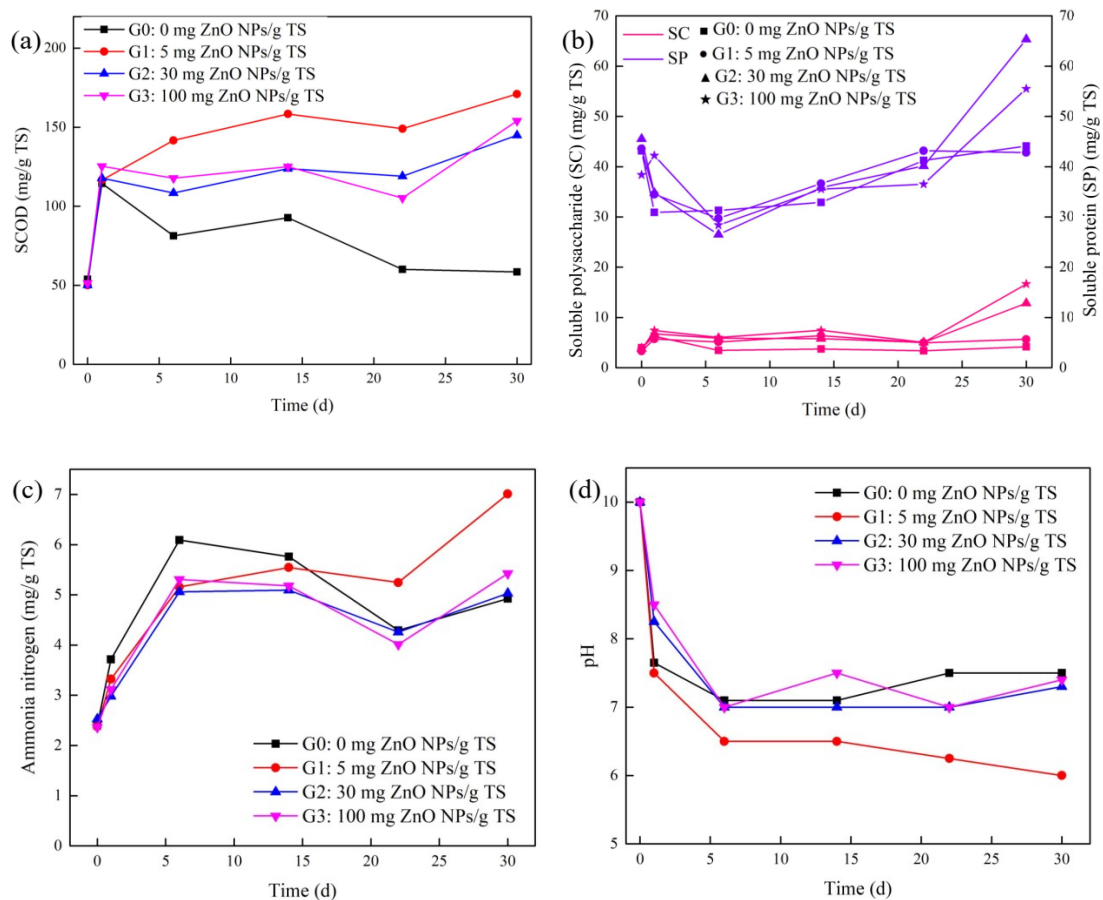 (a)
G0: 0 mg ZnO NPs/g TS
G1: 5 mg ZnO NPs/g TS
G2: 30 mg ZnO NPs/g TS
G3: 100 mg ZnO NPs/g TS
200
150
100
50
0
SCOD (mg/g TS)
0 5 10 15 20 25 30
Time (d)
(b)
SC
SP
G0: 0 mg ZnO NPs/g TS
G1: 5 mg ZnO NPs/g TS
G2: 30 mg ZnO NPs/g TS
G3: 100 mg ZnO NPs/g TS
70
60
50
40
30
20
10
0
Soluble polysaccharide (SC) (mg/g TS)
70
60
50
40
30
20
10
0
Soluble protein (SP) (mg/g TS)
0 5 10 15 20 25 30
Time (d)
(c)
7
6
5
4
3
2
1
0
Ammonia nitrogen (mg/g TS)
G0: 0 mg ZnO NPs/g TS
G1: 5 mg ZnO NPs/g TS
G2: 30 mg ZnO NPs/g TS
G3: 100 mg ZnO NPs/g TS
0 5 10 15 20 25 30
Time (d)
(d)
G0: 0 mg ZnO NPs/g TS
G1: 5 mg ZnO NPs/g TS
G2: 30 mg ZnO NPs/g TS
G3: 100 mg ZnO NPs/g TS
10
9
8
7
6
5
pH
0 5 10 15 20 25 30
Time (d)